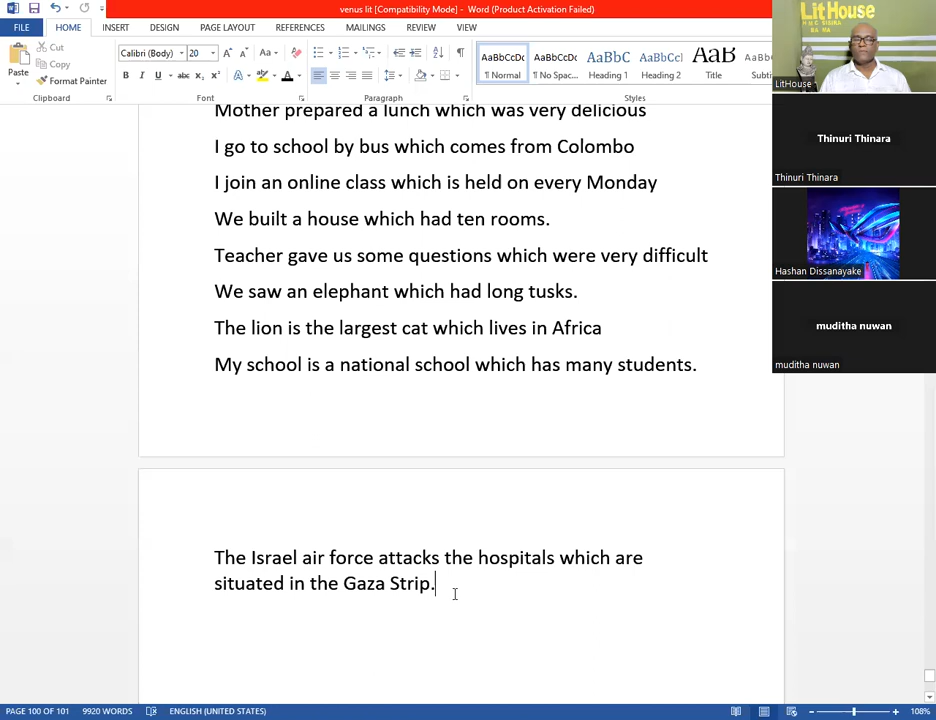 venus lit [Compatibility Mode] - Word (Product Activation Failed)
FILE HOME INSERT DESIGN PAGE LAYOUT REFERENCES MAILINGS REVIEW VIEW
Paste Cut Copy Format Painter
Calibri (Body) 20
AaBbCcDc AaBbCcDc AaBbC AaBbCcl AaB AaBbCcD
¶ Normal ¶ No Spac... Heading 1 Heading 2 Title
Clipboard Font Paragraph Styles
Mother prepared a lunch which was very delicious
I go to school by bus which comes from Colombo
I join an online class which is held on every Monday
We built a house which had ten rooms.
Teacher gave us some questions which were very difficult
We saw an elephant which had long tusks.
The lion is the largest cat which lives in Africa
My school is a national school which has many students.
The Israel air force attacks the hospitals which are
situated in the Gaza Strip.
LitHouse
LitHouse
Thinuri Thinara
Thinuri Thinara
Hashan Dissanayake
muditha nuwan
muditha nuwan
PAGE 100 OF 101 9920 WORDS ENGLISH (UNITED STATES) 108%